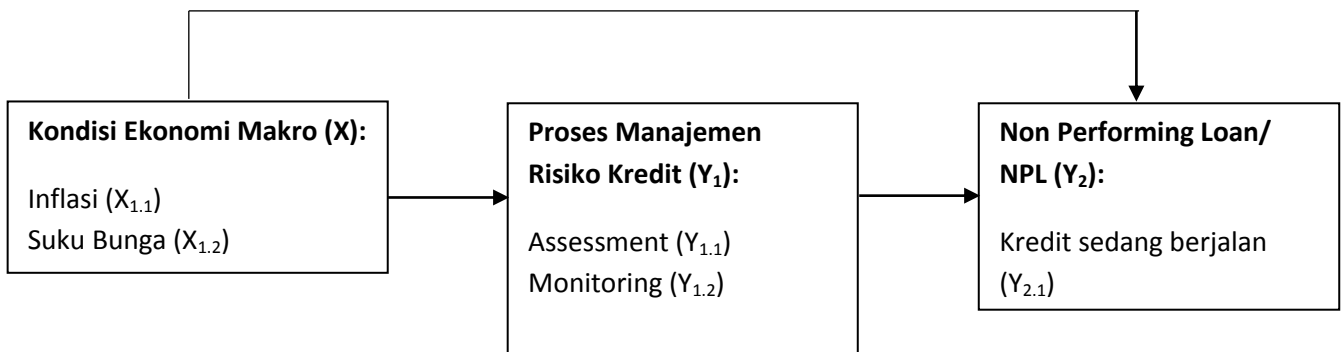 Kondisi Ekonomi Makro (X):
Inflasi (X1.1)
Suku Bunga (X1.2)
Proses Manajemen
Risiko Kredit (Y1):
Assessment (Y1.1)
Monitoring (Y1.2)
Non Performing Loan/
NPL (Y2):
Kredit sedang berjalan
(Y2.1)